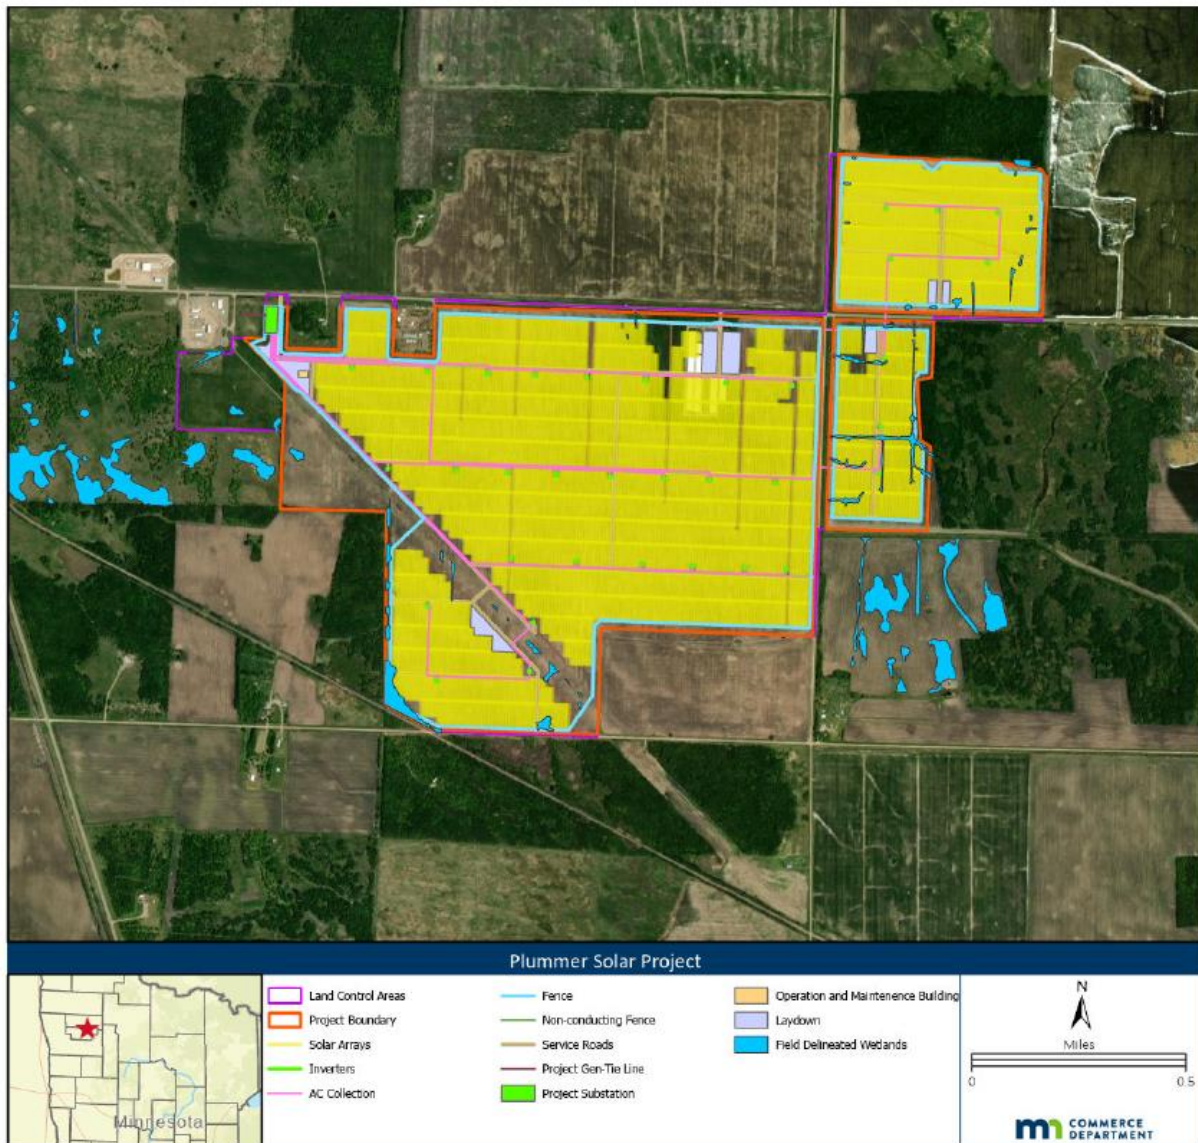 Plummer Solar Project
Minnesota
Land Control Areas
Project Boundary
Solar Arrays
Inverters
AC Collection
Fence
Non-conducting Fence
Service Roads
Project Gen-Tie Line
Project Substation
Operation and Maintenence Building
Laydown
Field Delineated Wetlands
N
Miles
0 0.5
mn COMMERCE
DEPARTMENT